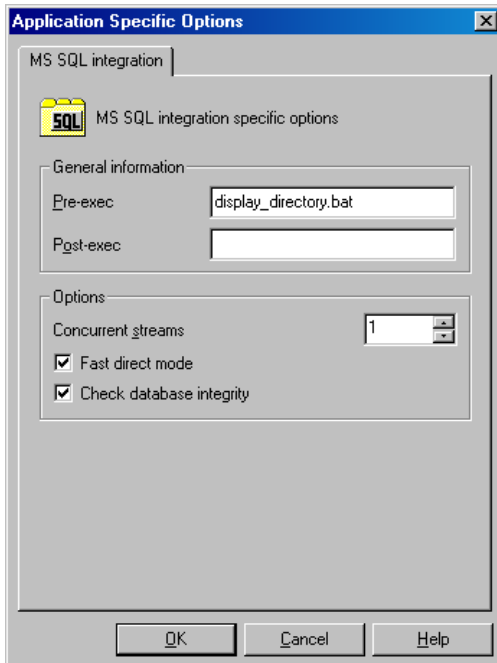 Application Specific Options
MS SQL integration
SQL MS SQL integration specific options
General information
Pre-exec display_directory.bat
Post-exec
Options
Concurrent streams 1
Fast direct mode
Check database integrity
OK Cancel Help